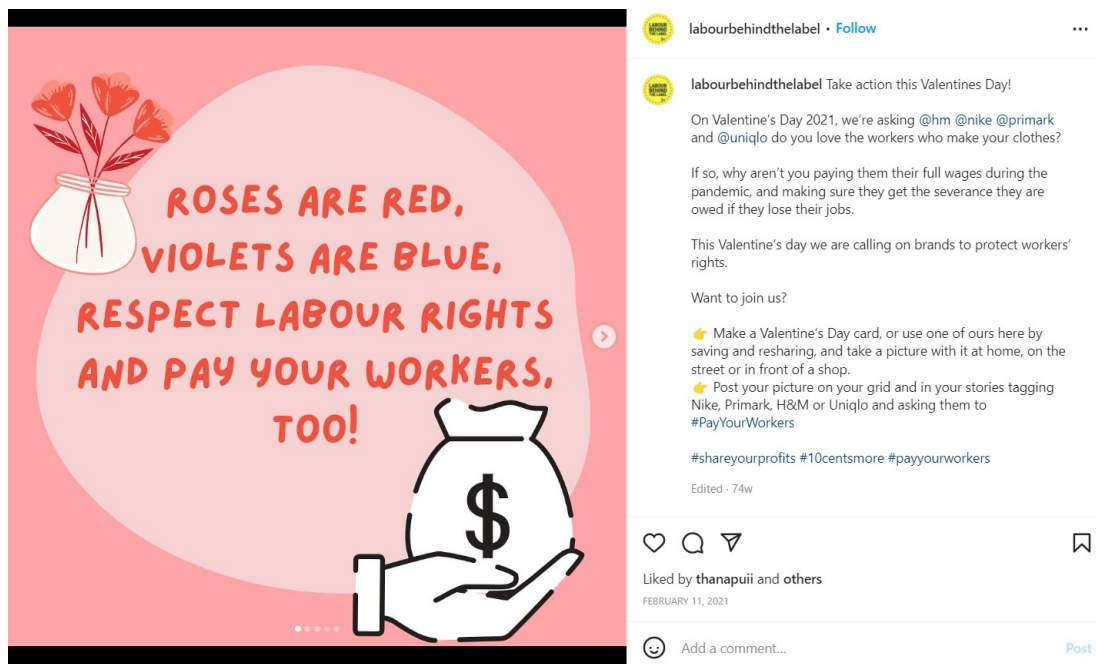 ROSES ARE RED,
VIOLETS ARE BLUE,
RESPECT LABOUR RIGHTS
AND PAY YOUR WORKERS,
TOO!
$
LABOUR
BEHIND
THE LABEL
labourbehindthelabel • Follow
LABOUR
BEHIND
THE LABEL
labourbehindthelabel Take action this Valentines Day!
On Valentine's Day 2021, we're asking @hm @nike @primark
and @uniqlo do you love the workers who make your clothes?
If so, why aren't you paying them their full wages during the
pandemic, and making sure they get the severance they are
owed if they lose their jobs.
This Valentine's day we are calling on brands to protect workers'
rights.
Want to join us?
👉 Make a Valentine's Day card, or use one of ours here by
saving and resharing, and take a picture with it at home, on the
street or in front of a shop.
👉 Post your picture on your grid and in your stories tagging
Nike, Primark, H&M or Uniqlo and asking them to
#PayYourWorkers
#shareyourprofits #10centsmore #payyourworkers
Edited · 74w
Liked by thanapuii and others
FEBRUARY 11, 2021
Add a comment...
Post